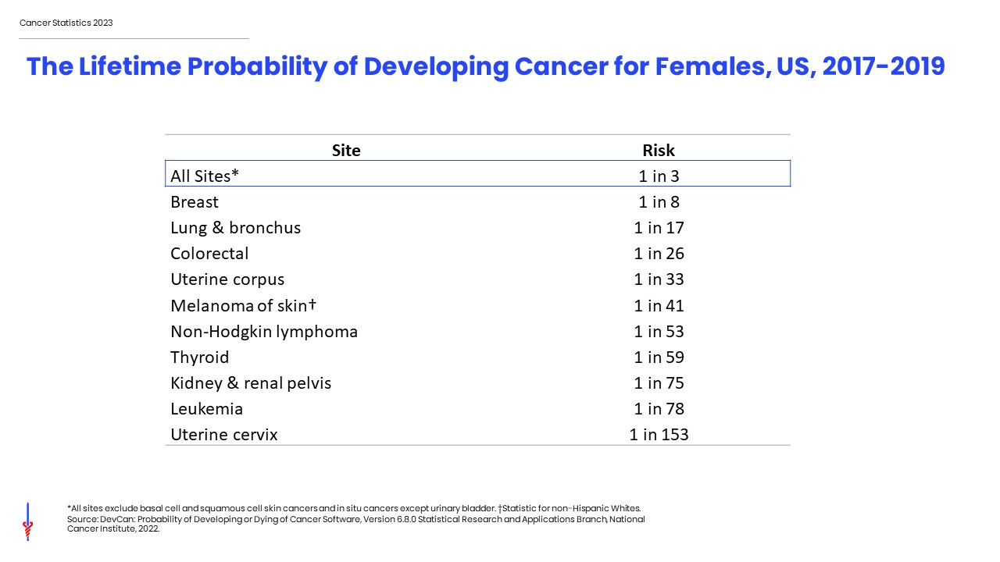 Cancer Statistics 2023
The Lifetime Probability of Developing Cancer for Females, US, 2017-2019
Site Risk
All Sites* 1 in 3
Breast 1 in 8
Lung & bronchus 1 in 17
Colorectal 1 in 26
Uterine corpus 1 in 33
Melanoma of skin† 1 in 41
Non-Hodgkin lymphoma 1 in 53
Thyroid 1 in 59
Kidney & renal pelvis 1 in 75
Leukemia 1 in 78
Uterine cervix 1 in 153
*All sites exclude basal cell and squamous cell skin cancers and in situ cancers except urinary bladder. †Statistic for non-Hispanic Whites.
Source: DevCan: Probability of Developing or Dying of Cancer Software, Version 6.8.0 Statistical Research and Applications Branch, National
Cancer Institute, 2022.